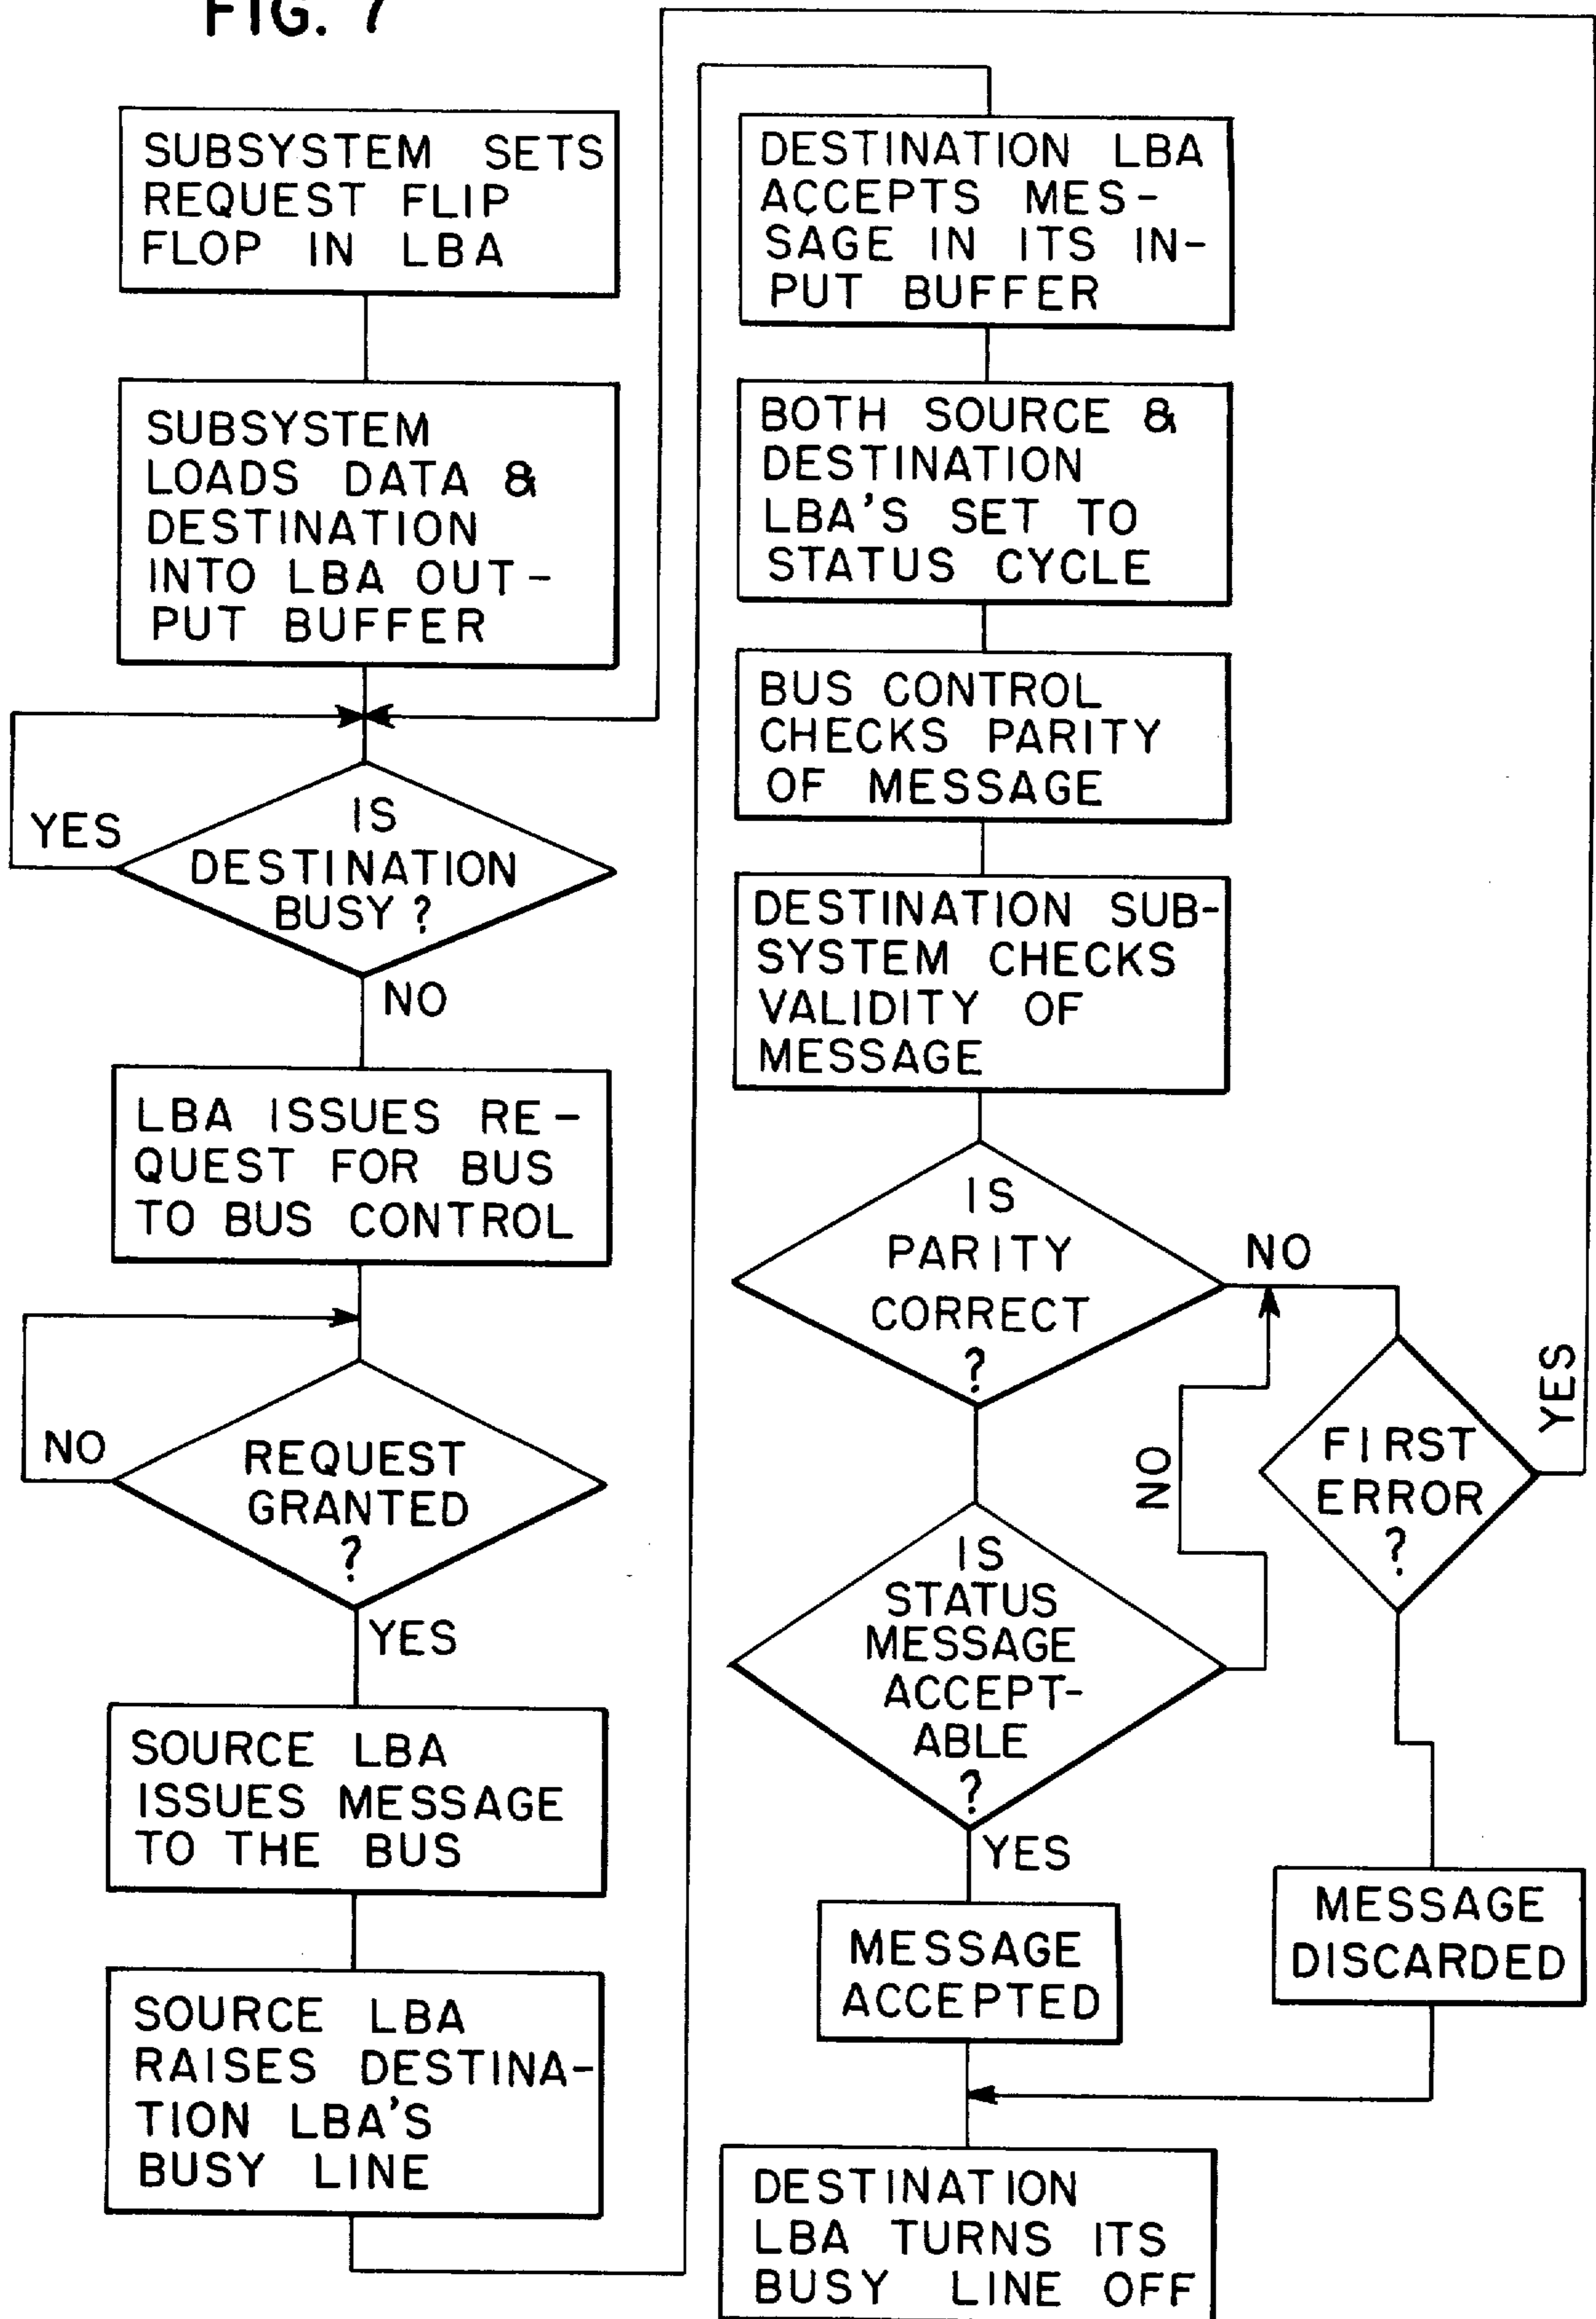 FIG. 7
SUBSYSTEM SETS
REQUEST FLIP
FLOP IN LBA
SUBSYSTEM
LOADS DATA &
DESTINATION
INTO LBA OUT-
PUT BUFFER
YES
IS
DESTINATION
BUSY ?
NO
LBA ISSUES RE-
QUEST FOR BUS
TO BUS CONTROL
NO
REQUEST
GRANTED
?
YES
SOURCE LBA
ISSUES MESSAGE
TO THE BUS
SOURCE LBA
RAISES DESTINA-
TION LBA'S
BUSY LINE
DESTINATION LBA
ACCEPTS MES-
SAGE IN ITS IN-
PUT BUFFER
BOTH SOURCE &
DESTINATION
LBA'S SET TO
STATUS CYCLE
BUS CONTROL
CHECKS PARITY
OF MESSAGE
DESTINATION SUB-
SYSTEM CHECKS
VALIDITY OF
MESSAGE
IS
PARITY
CORRECT
?
NO
FIRST
ERROR
?
YES
IS
STATUS
MESSAGE
ACCEPT-
ABLE
?
NO
YES
MESSAGE
ACCEPTED
MESSAGE
DISCARDED
DESTINATION
LBA TURNS ITS
BUSY LINE OFF